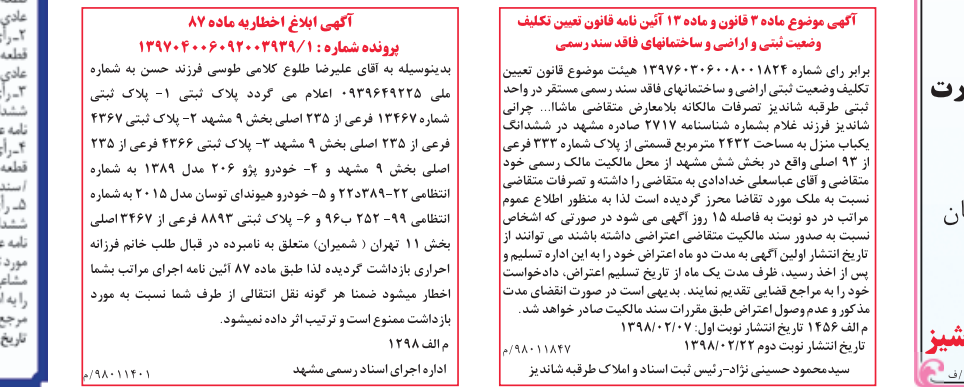 آگهی موضوع ماده ۳ قانون و ماده ۱۳ آئین نامه قانون تعیین تکلیف
وضعیت ثبتی و اراضی و ساختمانهای فاقد سند رسمی
برابر رای شماره ۱۳۹۷۶۰۳۰۶۰۰۸۰۰۱۸۲۴ هیئت موضوع قانون تعیین
تکلیف وضعیت ثبتی اراضی و ساختمانهای فاقد سند رسمی مستقر در واحد
ثبتی طرقبه شاندیز تصرفات مالکانه بلامعارض متقاضی ماشاا... چرانی
شاندیز فرزند غلام بشماره شناسنامه ۲۷۱۷ صادره مشهد در ششدانگ
یکباب منزل به مساحت ۲۴۳۲ مترمربع قسمتی از پلاک شماره ۳۳۳ فرعی
از ۹۳ اصلی واقع در بخش شش مشهد از محل مالکیت مالک رسمی خود
متقاضی و آقای عباسعلی خدادادی به متقاضی را داشته و تصرفات متقاضی
نسبت به ملک مورد تقاضا محرز گردیده است لذا به منظور اطلاع عموم
مراتب در دو نوبت به فاصله ۱۵ روز آگهی می شود در صورتی که اشخاص
نسبت به صدور سند مالکیت متقاضی اعتراضی داشته باشند می توانند از
تاریخ انتشار اولین آگهی به مدت دو ماه اعتراض خود را به این اداره تسلیم و
پس از اخذ رسید، ظرف مدت یک ماه از تاریخ تسلیم اعتراض، دادخواست
خود را به مراجع قضایی تقدیم نمایند. بدیهی است در صورت انقضای مدت
مذکور و عدم وصول اعتراض طبق مقررات سند مالکیت صادر خواهد شد.
م الف ۱۴۵۶ تاریخ انتشار نوبت اول: ۱۳۹۸/۰۲/۰۷
تاریخ انتشار نوبت دوم ۱۳۹۸/۰۲/۲۲
۹۸۰۱۱۸۴۷/م
سیدمحمود حسینی نژاد-رئیس ثبت اسناد و املاک طرقبه شاندیز
آگهی ابلاغ اخطاریه ماده ۸۷
پرونده شماره : ۱۳۹۷۰۴۰۰۶۰۹۲۰۰۳۹۳۹/۱
بدینوسیله به آقای علیرضا طلوع کلامی طوسی فرزند حسن به شماره
ملی ۰۹۳۹۶۴۹۲۲۵ اعلام می گردد پلاک ثبتی ۱- پلاک ثبتی
شماره ۱۳۴۶۷ فرعی از ۲۳۵ اصلی بخش ۹ مشهد ۲- پلاک ثبتی ۴۳۶۷
فرعی از ۲۳۵ اصلی بخش ۹ مشهد ۳- پلاک ثبتی ۴۳۶۶ فرعی از ۲۳۵
اصلی بخش ۹ مشهد و ۴- خودرو پژو ۲۰۶ مدل ۱۳۸۹ به شماره
انتظامی ۲۲-۳۸۹د۲۲ و ۵- خودرو هیوندای توسان مدل ۲۰۱۵ به شماره
انتظامی ۹۹- ۲۵۲ ب۹۶ و ۶- پلاک ثبتی ۸۸۹۳ فرعی از ۳۴۶۷ اصلی
بخش ۱۱ تهران ( شمیران) متعلق به نامبرده در قبال طلب خانم فرزانه
احراری بازداشت گردیده لذا طبق ماده ۸۷ آئین نامه اجرای مراتب بشما
اخطار میشود ضمنا هر گونه نقل انتقالی از طرف شما نسبت به مورد
بازداشت ممنوع است و ترتیب اثر داده نمیشود.
م الف ۱۲۹۸
اداره اجرای اسناد رسمی مشهد
۹۸۰۱۱۴۰۱/م